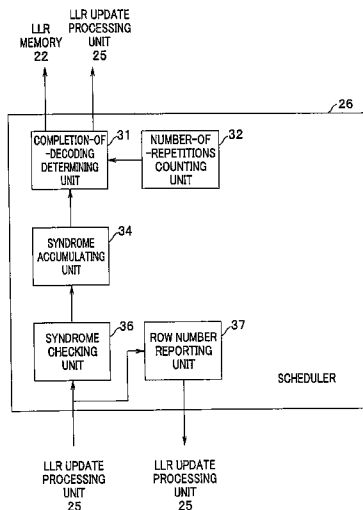 LLR
MEMORY
22
LLR UPDATE
PROCESSING
UNIT
25
26
31
COMPLETION-OF
-DECODING
DETERMINING
UNIT
32
NUMBER-OF
-REPETITIONS
COUNTING
UNIT
34
SYNDROME
ACCUMULATING
UNIT
36
SYNDROME
CHECKING
UNIT
37
ROW NUMBER
REPORTING
UNIT
SCHEDULER
LLR UPDATE
PROCESSING
UNIT
25
LLR UPDATE
PROCESSING
UNIT
25